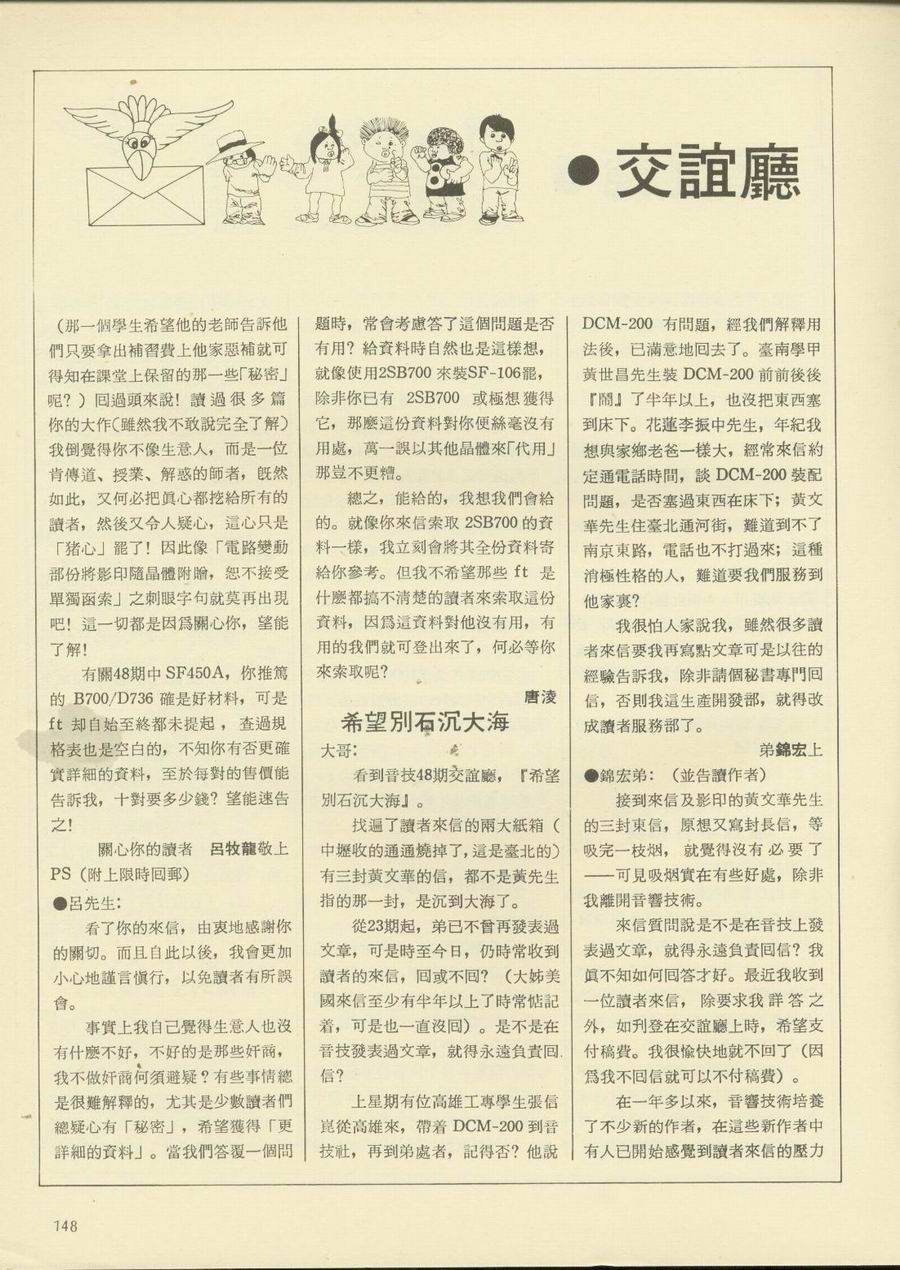 ●交誼廳
（那一個學生希望他的老師告訴他
們只要拿出補習費上他家惡補就可
得知在課堂上保留的那一些「秘密」
呢？）囘過頭來說！讀過很多篇
你的大作（雖然我不敢說完全了解）
我倒覺得你不像生意人，而是一位
肯傳道、授業、解惑的師者，旣然
如此，又何必把眞心都挖給所有的
讀者，然後又令人疑心，這心只是
「猪心」罷了！因此像「電路變動
部份將影印隨晶體附贈，恕不接受
單獨函索」之刺眼字句就莫再出現
吧！這一切都是因爲關心你，望能
了解！
有關48期中SF450A，你推篤
的 B700/D736 確是好材料，可是
ft 却自始至終都未提起，查過規
格表也是空白的，不知你有否更確
實詳細的資料，至於每對的售價能
告訴我，十對要多少錢？望能速告
之！
關心你的讀者 呂牧龍敬上
PS（附上限時囘郵）
●呂先生：
看了你的來信，由衷地感謝你
的關切。而且自此以後，我會更加
小心地謹言愼行，以免讀者有所誤
會。
事實上我自己覺得生意人也沒
有什麼不好，不好的是那些奸商，
我不做奸商何須避疑？有些事情總
是很難解釋的，尤其是少數讀者們
總疑心有「秘密」，希望獲得「更
詳細的資料」。當我們答覆一個問
題時，常會考慮答了這個問題是否
有用？給資料時自然也是這樣想，
就像使用2SB700來裝SF-106罷，
除非你已有 2SB700 或極想獲得
它，那麼這份資料對你便絲毫沒有
用處，萬一誤以其他晶體來「代用」
那豈不更糟。
總之，能給的，我想我們會給
的。就像你來信索取 2SB700 的資
料一樣，我立刻會將其全份資料寄
給你參考。但我不希望那些 ft 是
什麼都搞不清楚的讀者來索取這份
資料，因爲這資料對他沒有用，有
用的我們就可登出來了，何必等你
來索取呢？
唐淩
希望別石沉大海
大哥：
看到音技48期交誼廳，『希望
別石沉大海』。
找遍了讀者來信的兩大紙箱（
中壢收的通通燒掉了，這是臺北的）
有三封黃文華的信，都不是黃先生
指的那一封，是沉到大海了。
從23期起，弟已不曾再發表過
文章，可是時至今日，仍時常收到
讀者的來信，囘或不囘？（大姊美
國來信至少有半年以上了時常惦記
着，可是也一直沒囘）。是不是在
音技發表過文章，就得永遠負責囘
信？
上星期有位高雄工專學生張信
崑從高雄來，帶着 DCM-200 到音
技社，再到弟處者，記得否？他說
DCM-200 有問題，經我們解釋用
法後，已滿意地回去了。臺南學甲
黃世昌先生裝 DCM-200 前前後後
『鬧』了半年以上，也沒把東西塞
到床下。花蓮李振中先生，年紀我
想與家鄉老爸一樣大，經常來信約
定通電話時間，談 DCM-200 裝配
問題，是否塞過東西在床下；黃文
華先生住臺北通河街，難道到不了
南京東路，電話也不打過來；這種
消極性格的人，難道要我們服務到
他家裏？
我很怕人家說我，雖然很多讀
者來信要我再寫點文章可是以往的
經驗告訴我，除非請個秘書專門囘
信，否則我這生產開發部，就得改
成讀者服務部了。
弟錦宏上
●錦宏弟：（並告讀作者）
接到來信及影印的黃文華先生
的三封東信，原想又寫封長信，等
吸完一枝烟，就覺得沒有必要了
——可見吸烟實在有些好處，除非
我離開音響技術。
來信質問說是不是在音技上發
表過文章，就得永遠負責囘信？我
眞不知如何囘答才好。最近我收到
一位讀者來信，除要求我詳答之
外，如刋登在交誼廳上時，希望支
付稿費。我很愉快地就不回了（因
爲我不囘信就可以不付稿費）。
在一年多以來，音響技術培養
了不少新的作者，在這些新作者中
有人已開始感覺到讀者來信的壓力
148